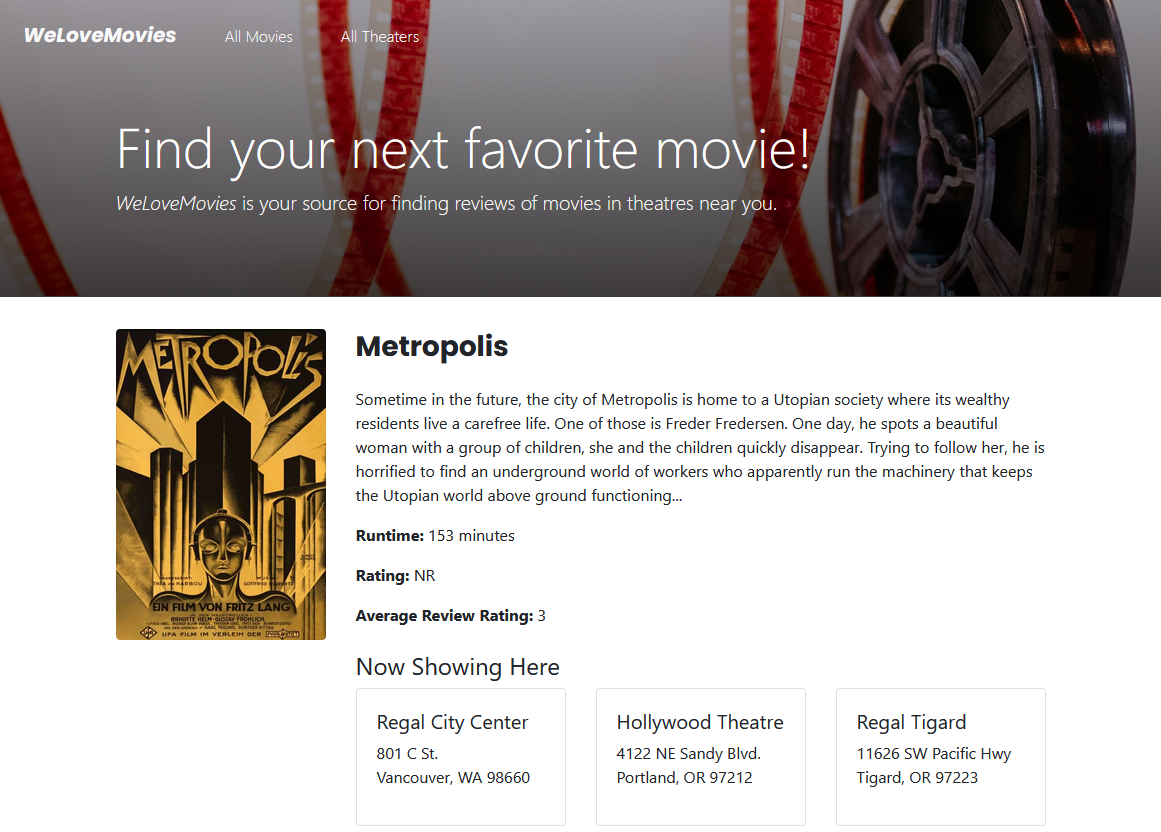 WeLoveMovies All Movies All Theaters
Find your next favorite movie!
WeLoveMovies is your source for finding reviews of movies in theatres near you.
METROPOLIS
EIN FILM VON FRITZ LANG
BRIGITTE HELM · GUSTAV FRÖHLICH
UFA FILM IM VERLEIH DER
Metropolis
Sometime in the future, the city of Metropolis is home to a Utopian society where its wealthy
residents live a carefree life. One of those is Freder Fredersen. One day, he spots a beautiful
woman with a group of children, she and the children quickly disappear. Trying to follow her, he is
horrified to find an underground world of workers who apparently run the machinery that keeps
the Utopian world above ground functioning...
Runtime: 153 minutes
Rating: NR
Average Review Rating: 3
Now Showing Here
Regal City Center
801 C St.
Vancouver, WA 98660
Hollywood Theatre
4122 NE Sandy Blvd.
Portland, OR 97212
Regal Tigard
11626 SW Pacific Hwy
Tigard, OR 97223